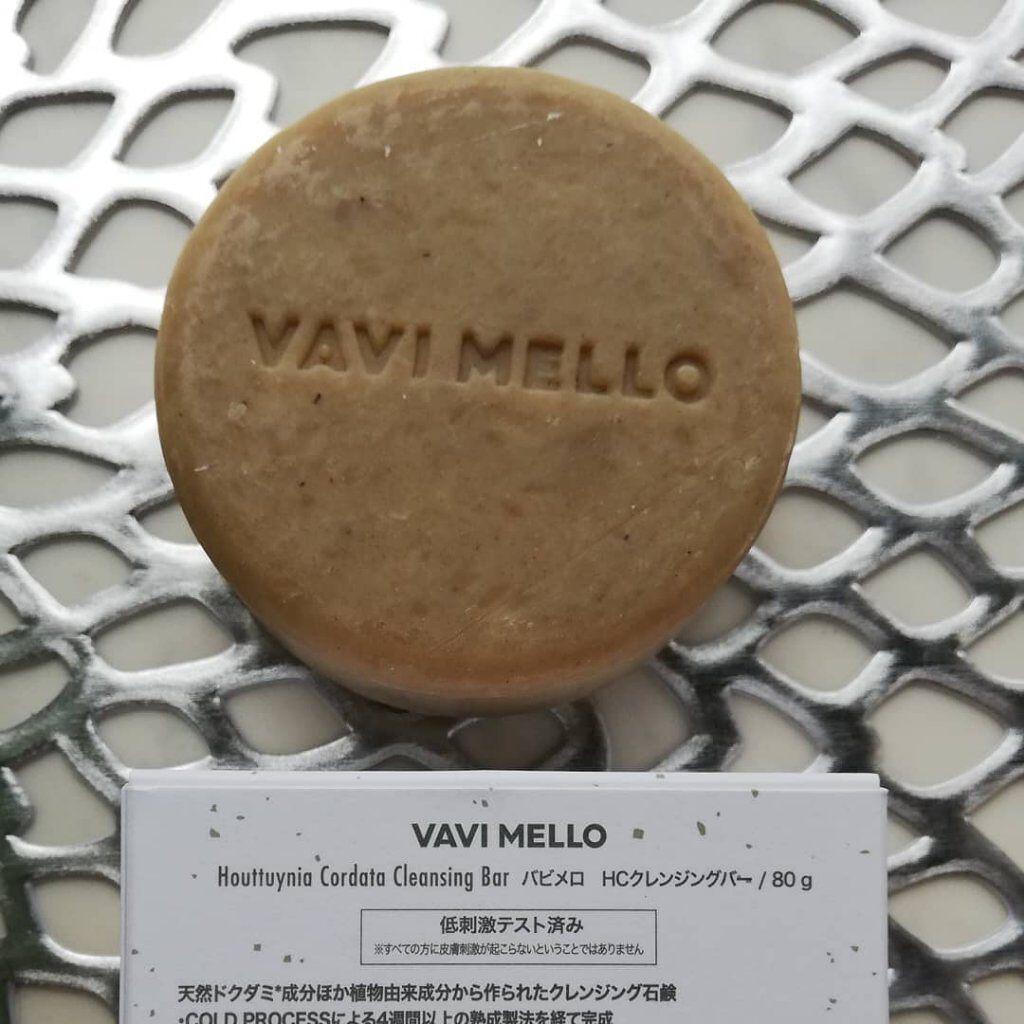 VAVI MELLO
VAVI MELLO
Houttuynia Cordata Cleansing Bar バビメロ HCクレンジングバー / 80 g
低刺激テスト済み
※すべての方に皮膚刺激が起こらないということではありません
天然ドクダミ*成分ほか植物由来成分から作られたクレンジング石鹸
・COLD PROCESSによる4週間以上の熟成製法を経て完成